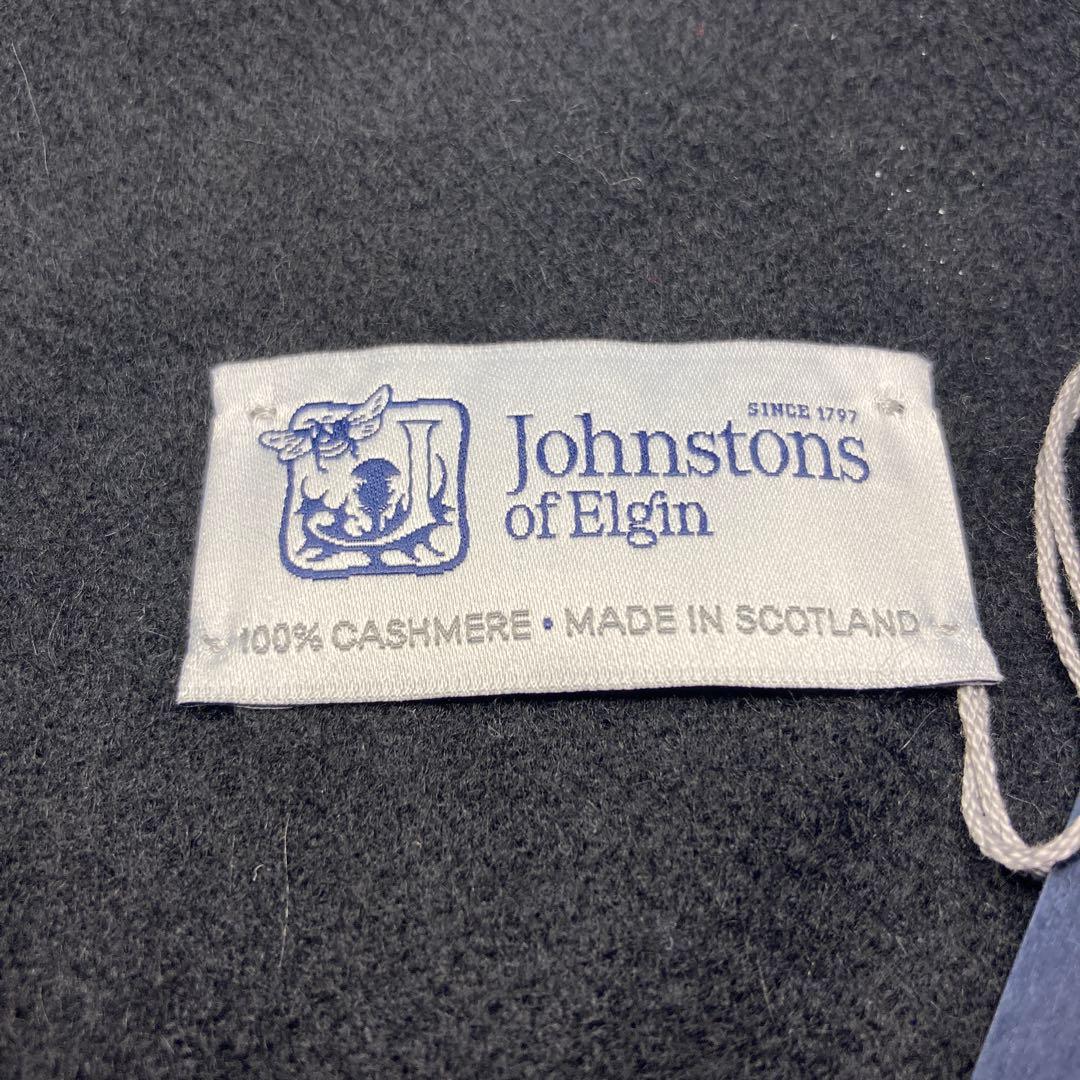 SINCE 1797
Johnstons
of Elgin
100% CASHMERE • MADE IN SCOTLAND